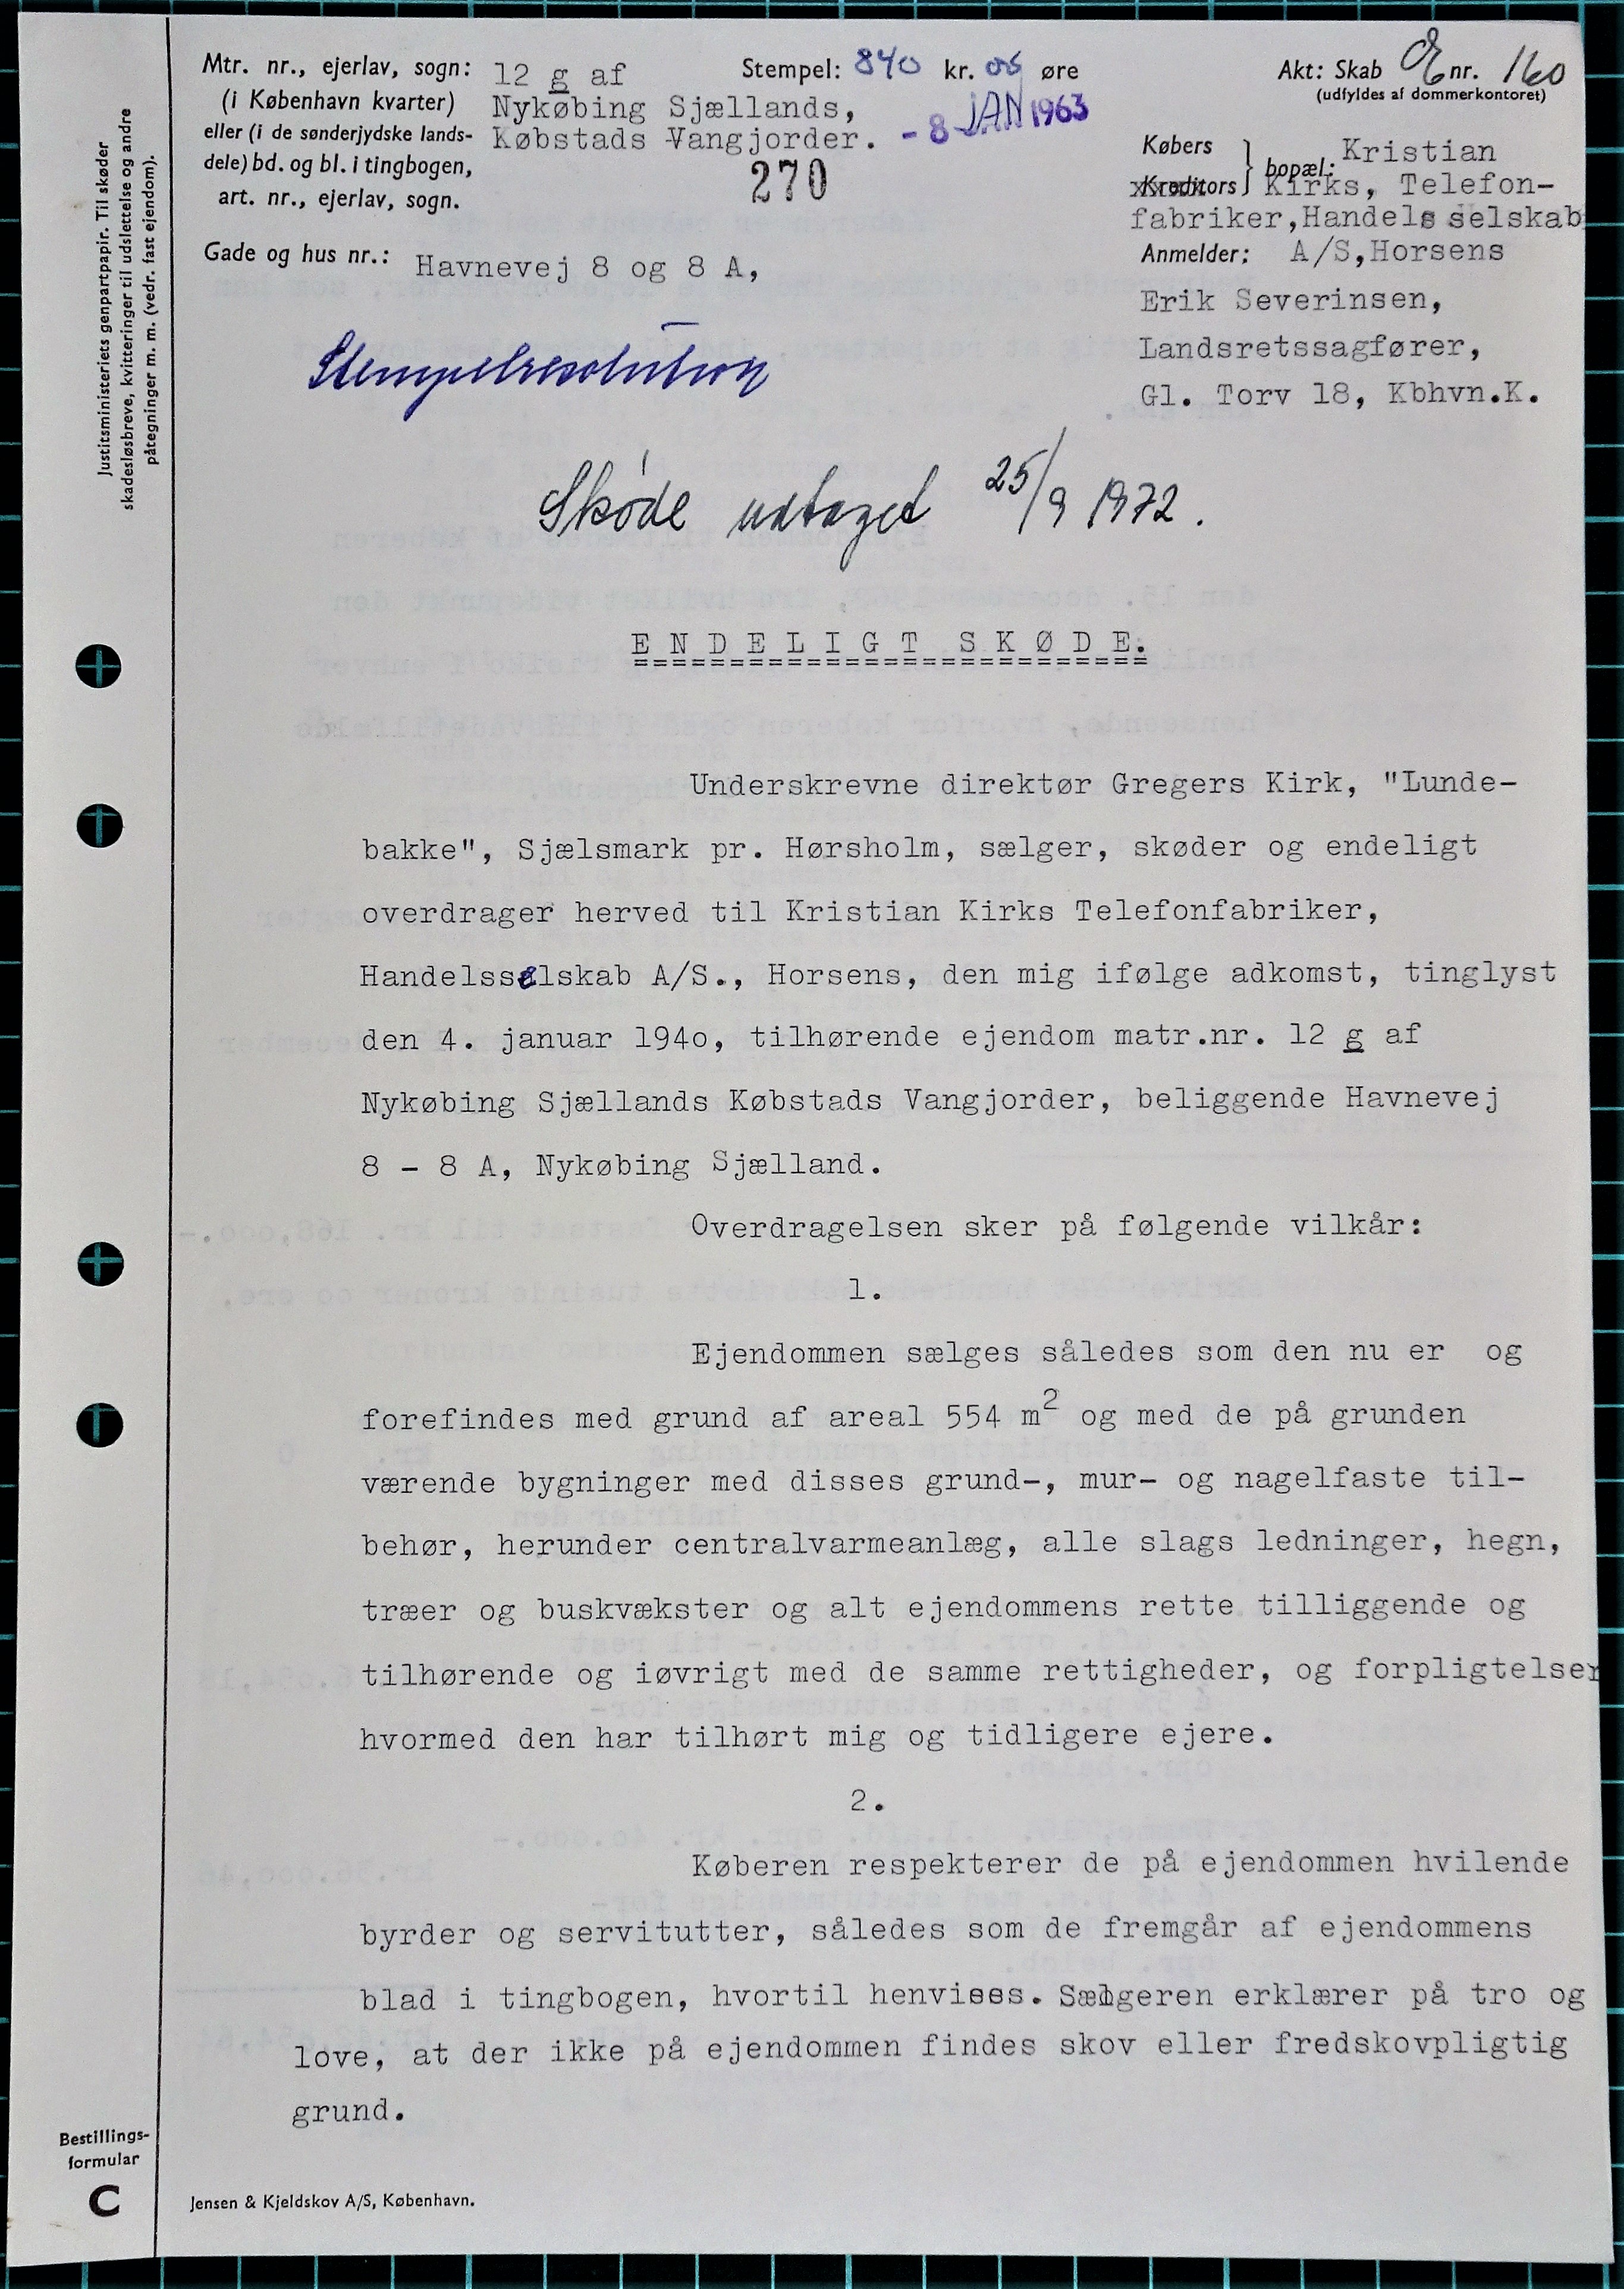 Justitsministeriets genpartpapir. Til skøder
skadesløsbreve, kvitteringer til udslettelse og andre
påtegninger m. m. (vedr. fast ejendom).
Mtr. nr., ejerlav, sogn: 12 g af
(i København kvarter) Nykøbing Sjællands,
eller (i de sønderjydske lands- Købstads Vangjorder.
dele) bd. og bl. i tingbogen,
art. nr., ejerlav, sogn.
Gade og hus nr.: Havnevej 8 og 8 A,
Stempel: 840 kr. 00 øre
- 8 JAN 1963
270
Akt: Skab nr. 160
(udfyldes af dommerkontoret)
Købers
Kreditors } bopæl: Kristian
Kirks, Telefon-
fabriker,Handels selskab
A/S,Horsens
Anmelder:
Erik Severinsen,
Landsretssagfører,
Gl. Torv 18, Kbhvn.K.
Stempelresolution
Skøde udtaget 25/9 1972.
ENDELIGT SKØDE.
Underskrevne direktør Gregers Kirk, "Lunde-
bakke", Sjælsmark pr. Hørsholm, sælger, skøder og endeligt
overdrager herved til Kristian Kirks Telefonfabriker,
Handelsselskab A/S., Horsens, den mig ifølge adkomst, tinglyst
den 4. januar 194o, tilhørende ejendom matr.nr. 12 g af
Nykøbing Sjællands Købstads Vangjorder, beliggende Havnevej
8 - 8 A, Nykøbing Sjælland.
Overdragelsen sker på følgende vilkår:
1.
Ejendommen sælges således som den nu er og
forefindes med grund af areal 554 m² og med de på grunden
værende bygninger med disses grund-, mur- og nagelfaste til-
behør, herunder centralvarmeanlæg, alle slags ledninger, hegn,
træer og buskvækster og alt ejendommens rette tilliggende og
tilhørende og iøvrigt med de samme rettigheder, og forpligtelser
hvormed den har tilhørt mig og tidligere ejere.
2.
Køberen respekterer de på ejendommen hvilende
byrder og servitutter, således som de fremgår af ejendommens
blad i tingbogen, hvortil henvises. Sælgeren erklærer på tro og
love, at der ikke på ejendommen findes skov eller fredskovpligtig
grund.
Bestillings-
formular
C
Jensen & Kjeldskov A/S, København.